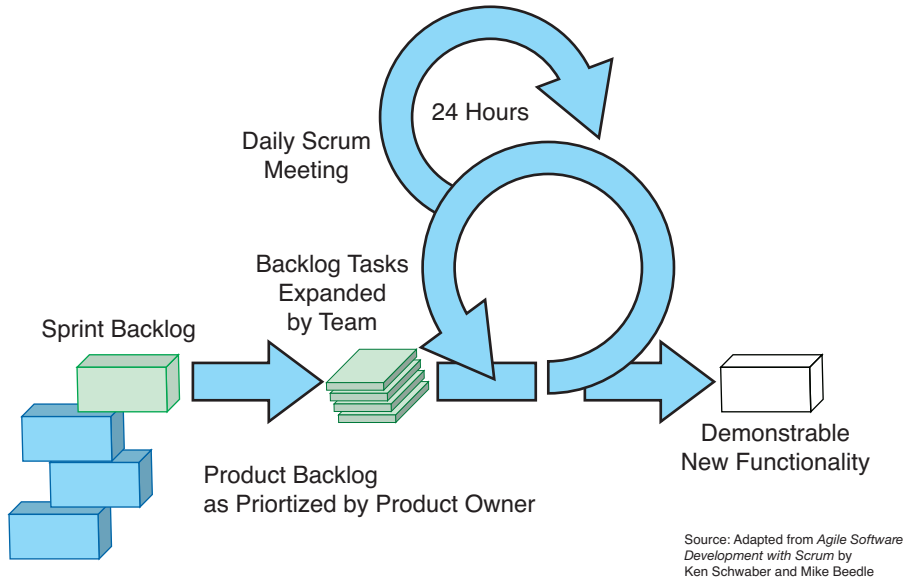 24 Hours
Daily Scrum
Meeting
Backlog Tasks
Expanded
by Team
Sprint Backlog
Product Backlog
as Priortized by Product Owner
Demonstrable
New Functionality
Source: Adapted from Agile Software
Development with Scrum by
Ken Schwaber and Mike Beedle